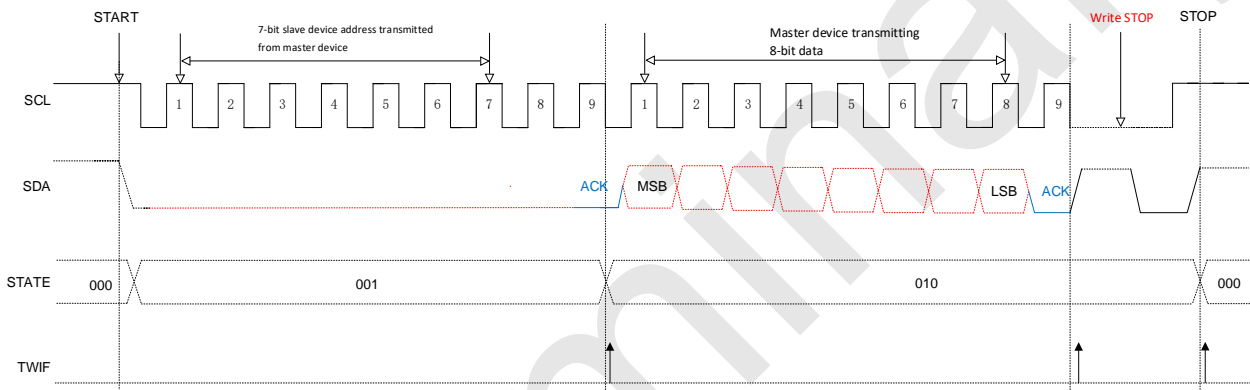 START
7-bit slave device address transmitted
from master device
Master device transmitting
8-bit data
Write STOP
STOP
SCL
1 2 3 4 5 6 7 8 9 1 2 3 4 5 6 7 8 9
SDA
ACK
MSB
LSB
ACK
STATE
000
001
010
000
TWIF